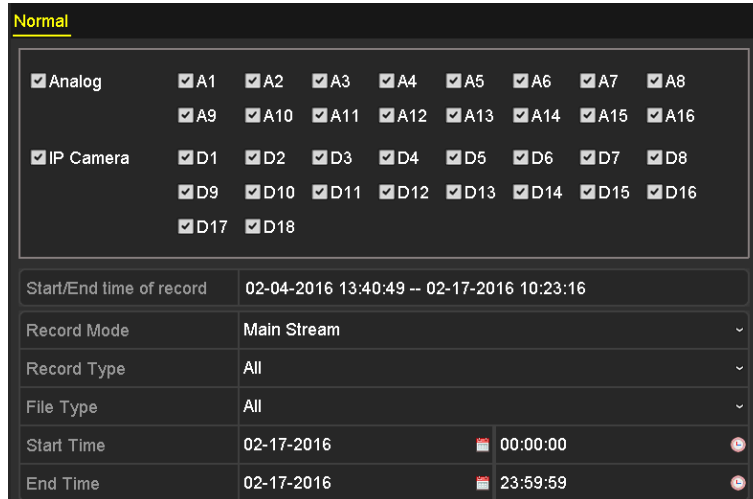 Normal
Analog A1 A2 A3 A4 A5 A6 A7 A8
A9 A10 A11 A12 A13 A14 A15 A16
IP Camera D1 D2 D3 D4 D5 D6 D7 D8
D9 D10 D11 D12 D13 D14 D15 D16
D17 D18
Start/End time of record 02-04-2016 13:40:49 -- 02-17-2016 10:23:16
Record Mode Main Stream
Record Type All
File Type All
Start Time 02-17-2016 00:00:00
End Time 02-17-2016 23:59:59